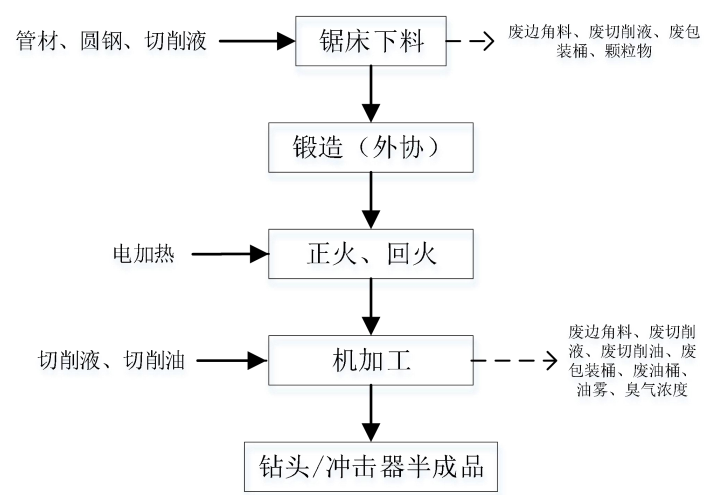 管材、圆钢、切削液
锯床下料
废边角料、废切削液、废包
装桶、颗粒物
锻造（外协）
电加热
正火、回火
切削液、切削油
机加工
废边角料、废切削
液、废切削油、废
包装桶、废油桶、
油雾、臭气浓度
钻头/冲击器半成品